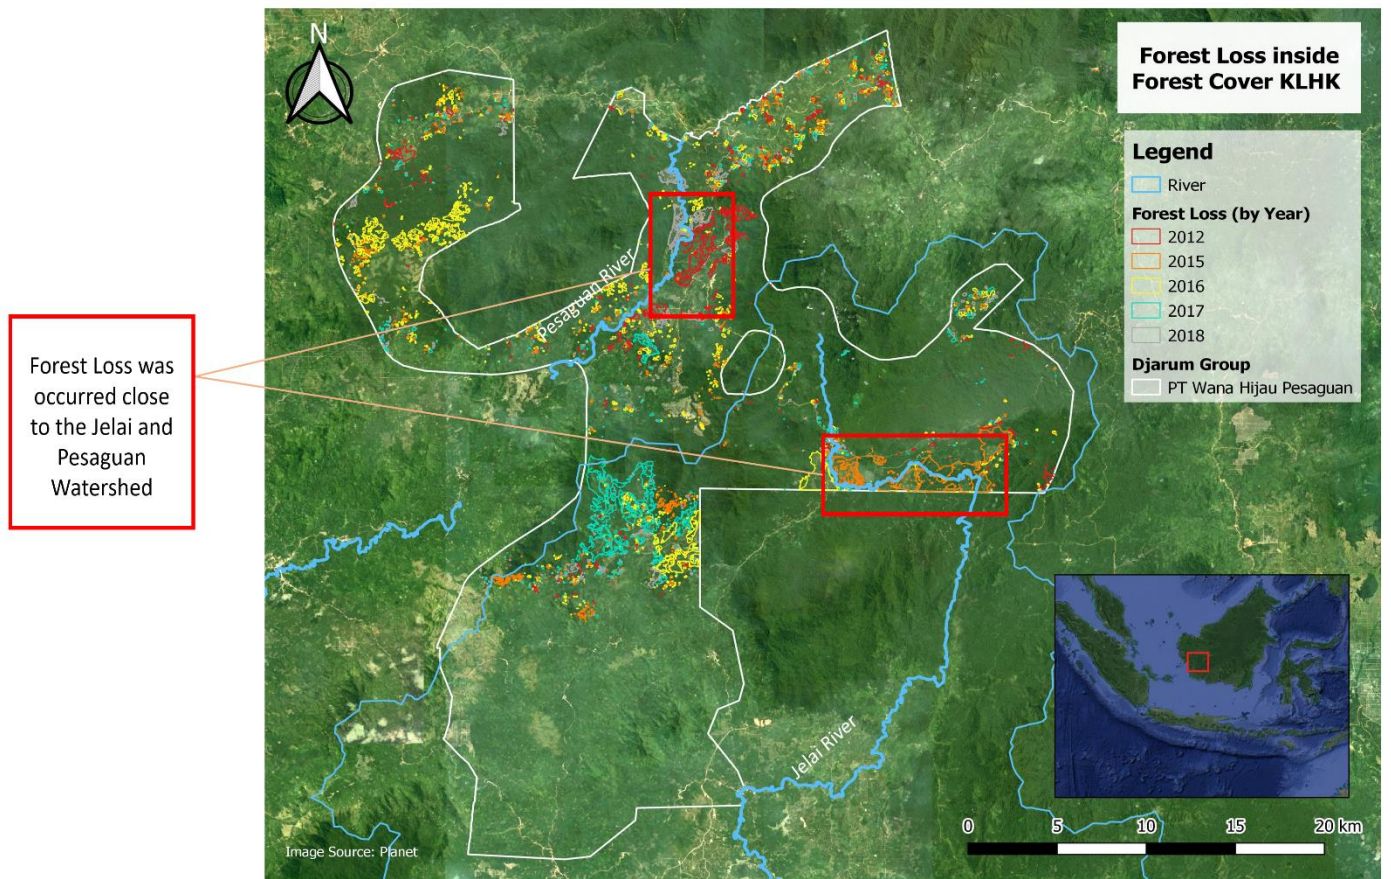 Forest Loss was
occurred close
to the Jelai and
Pesaguan
Watershed
N
Forest Loss inside
Forest Cover KLHK
Legend
River
Forest Loss (by Year)
2012
2015
2016
2017
2018
Djarum Group
PT Wana Hijau Pesaguan
Pesaguan River
Jelai River
0 5 10 15 20 km
Image Source: Planet